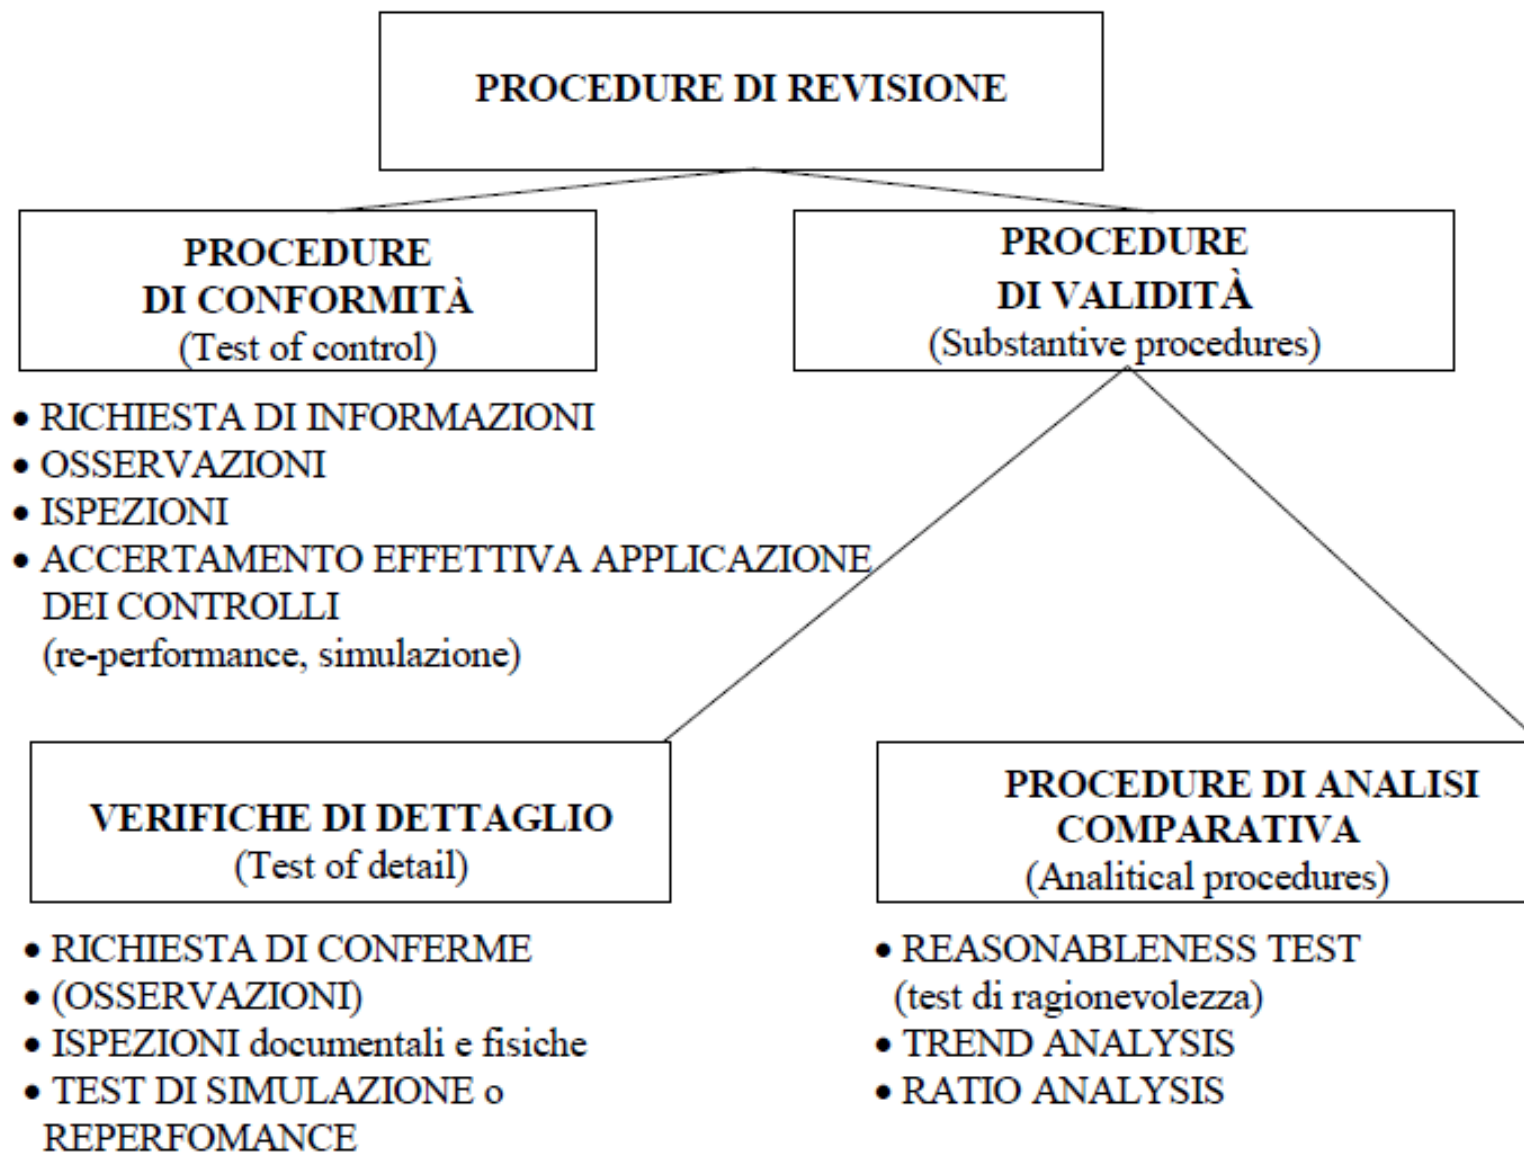 PROCEDURE DI REVISIONE
PROCEDURE
DI CONFORMITÀ
(Test of control)
PROCEDURE
DI VALIDITÀ
(Substantive procedures)
• RICHIESTA DI INFORMAZIONI
• OSSERVAZIONI
• ISPEZIONI
• ACCERTAMENTO EFFETTIVA APPLICAZIONE
DEI CONTROLLI
(re-performance, simulazione)
VERIFICHE DI DETTAGLIO
(Test of detail)
PROCEDURE DI ANALISI
COMPARATIVA
(Analitical procedures)
• RICHIESTA DI CONFERME
• (OSSERVAZIONI)
• ISPEZIONI documentali e fisiche
• TEST DI SIMULAZIONE o
REPERFOMANCE
• REASONABLENESS TEST
(test di ragionevolezza)
• TREND ANALYSIS
• RATIO ANALYSIS